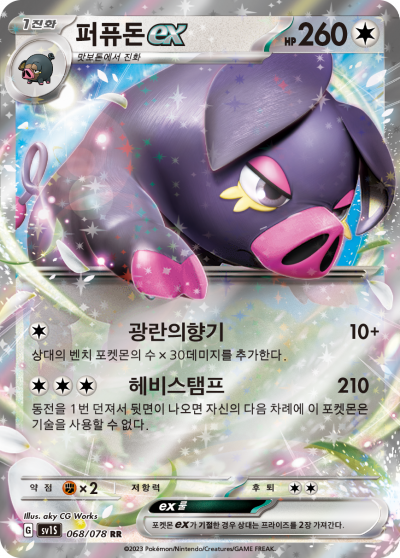 1진화
퍼퓨돈 ex
HP 260
맛보돈에서 진화
광란의향기 10+
상대의 벤치 포켓몬의 수 × 30데미지를 추가한다.
헤비스탬프 210
동전을 1번 던져서 뒷면이 나오면 자신의 다음 차례에 이 포켓몬은
기술을 사용할 수 없다.
약점 ×2 저항력 후퇴
ex 룰
포켓몬 ex가 기절한 경우 상대는 프라이즈를 2장 가져간다.
Illus. aky CG Works
G sv1S 068/078 RR
©2023 Pokémon/Nintendo/Creatures/GAME FREAK.